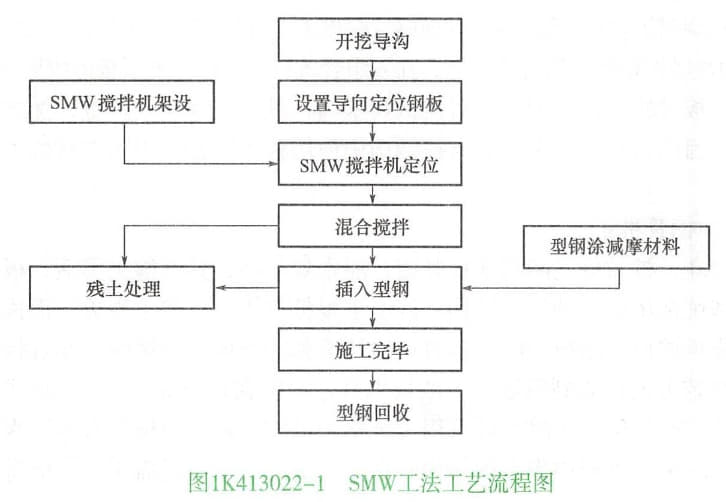 开挖导沟
SMW搅拌机架设
设置导向定位钢板
SMW搅拌机定位
混合搅拌
型钢涂减摩材料
残土处理
插入型钢
施工完毕
型钢回收
图1K413022-1 SMW工法工艺流程图